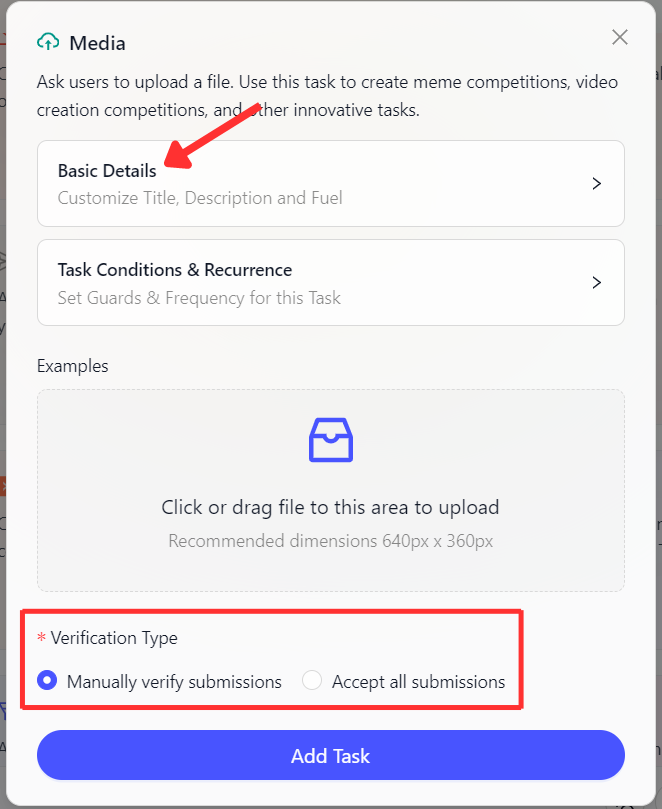 Media
Ask users to upload a file. Use this task to create meme competitions, video
creation competitions, and other innovative tasks.
Basic Details
Customize Title, Description and Fuel
Task Conditions & Recurrence
Set Guards & Frequency for this Task
Examples
Click or drag file to this area to upload
Recommended dimensions 640px x 360px
* Verification Type
Manually verify submissions Accept all submissions
Add Task